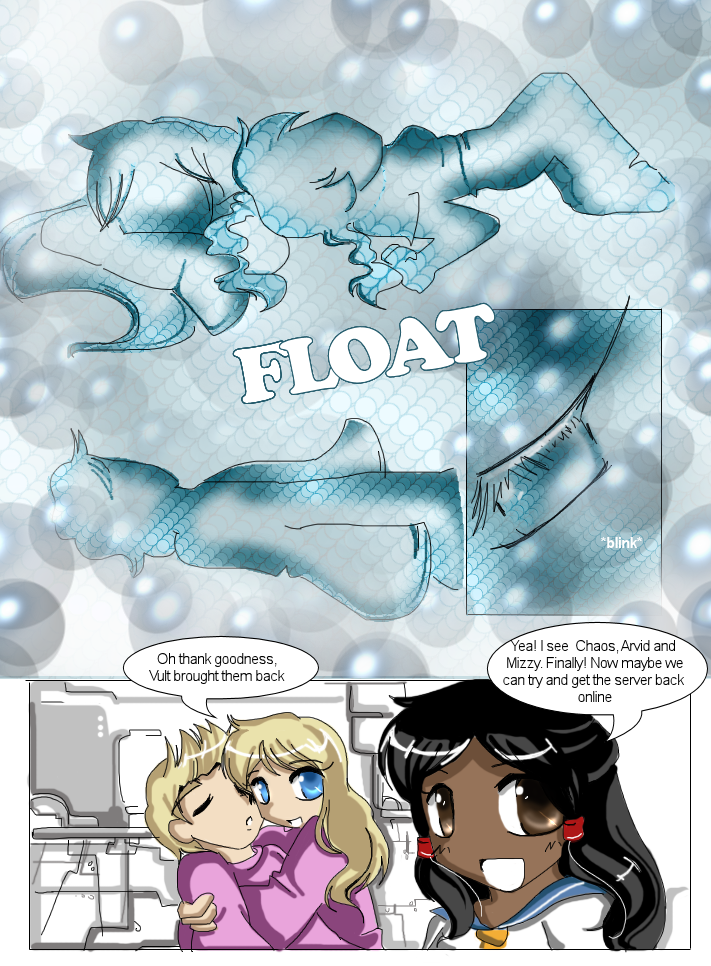 FLOAT
*blink*
Oh thank goodness,
Vult brought them back
Yea! I see Chaos, Arvid and
Mizzy. Finally! Now maybe we
can try and get the server back
online